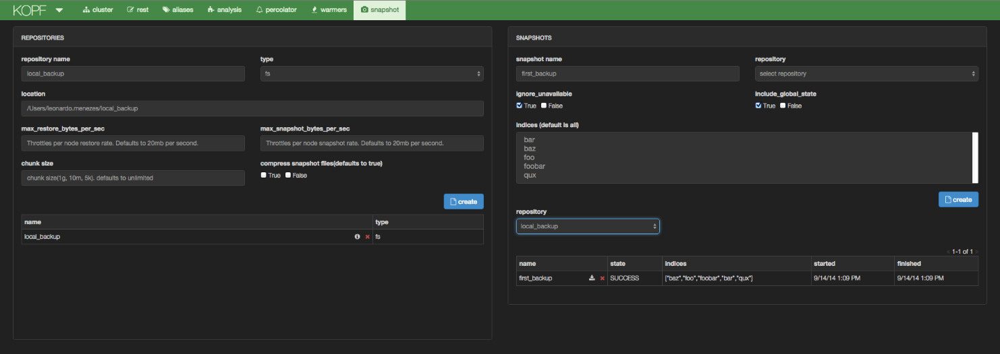 KOPF cluster rest aliases analysis percolator warmers snapshot
REPOSITORIES
repository name type
local_backup fs
location
/Users/leonardo.menezes/local_backup
max_restore_bytes_per_sec max_snapshot_bytes_per_sec
Throttles per node restore rate. Defaults to 20mb per second. Throttles per node snapshot rate. Defaults to 20mb per second.
chunk size compress snapshot files(defaults to true)
chunk size(1g, 10m, 5k). defaults to unlimited True False
create
name type
local_backup fs
SNAPSHOTS
snapshot name repository
first_backup select repository
ignore_unavailable include_global_state
True False True False
indices (default is all)
bar
baz
foo
foobar
qux
create
repository
local_backup
< 1-1 of 1 >
name state indices started finished
first_backup SUCCESS ["baz","foo","foobar","bar","qux"] 9/14/14 1:09 PM 9/14/14 1:09 PM